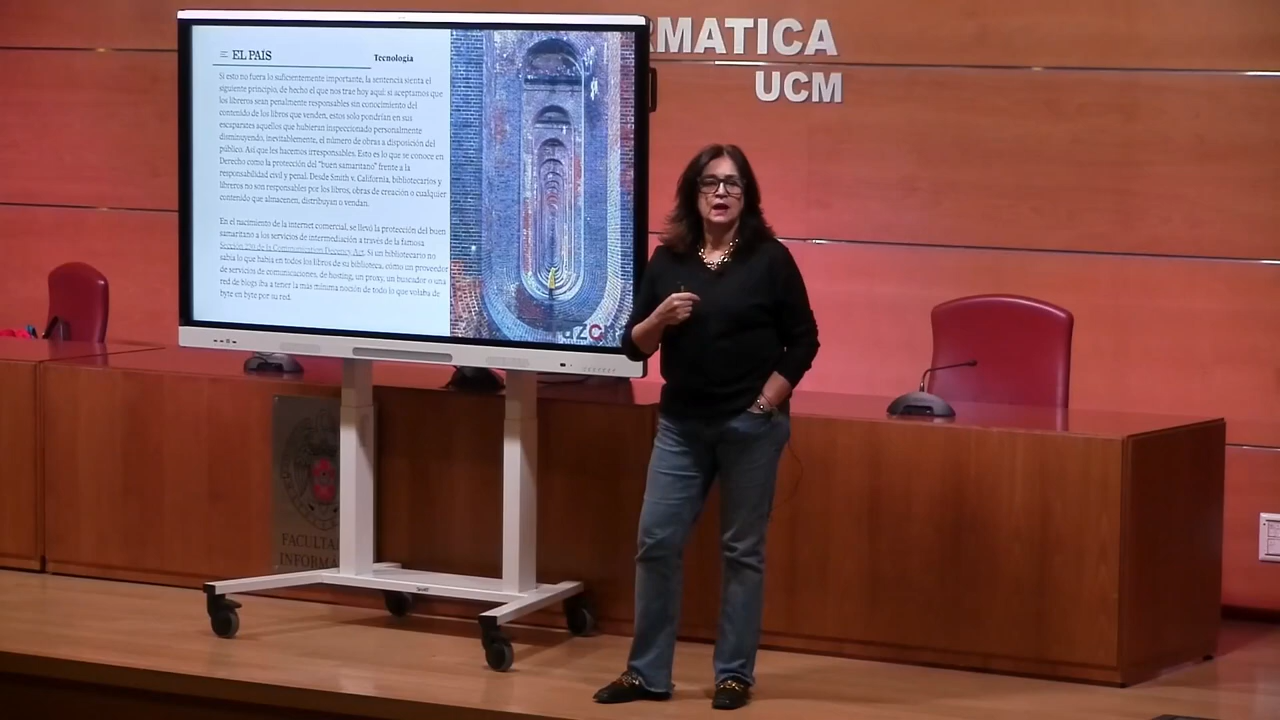 EL PAÍS
Tecnología
Si esto no fuera lo suficientemente importante, la sentencia sienta el
siguiente principio, de hecho el que nos trae hoy aquí: si aceptamos que
los libreros sean penalmente responsables sin conocimiento del
contenido de los libros que venden, estos solo pondrían en sus
escaparates aquellos que hubieran inspeccionado personalmente
disminuyendo, inevitablemente, el número de obras a disposición del
público. Así que les hacemos irresponsables. Esto es lo que se conoce en
Derecho como la protección del "buen samaritano" frente a la
responsabilidad civil y penal. Desde Smith v. California, bibliotecarios y
libreros no son responsables por los libros, obras de creación o cualquier
contenido que almacenen, distribuyan o vendan.
En el nacimiento de la internet comercial, se llevó la protección del buen
samaritano a los servicios de intermediación a través de la famosa
Sección 230 de la Communication Decency Act. Si un bibliotecario no
sabía lo que había en todos los libros de su biblioteca, cómo un proveedor
de servicios de comunicaciones, de hosting, un proxy, un buscador o una
red de blogs iba a tener la más mínima noción de todo lo que volaba de
byte en byte por su red.
RMATICA
UCM
FACULTA
INFORMÁ